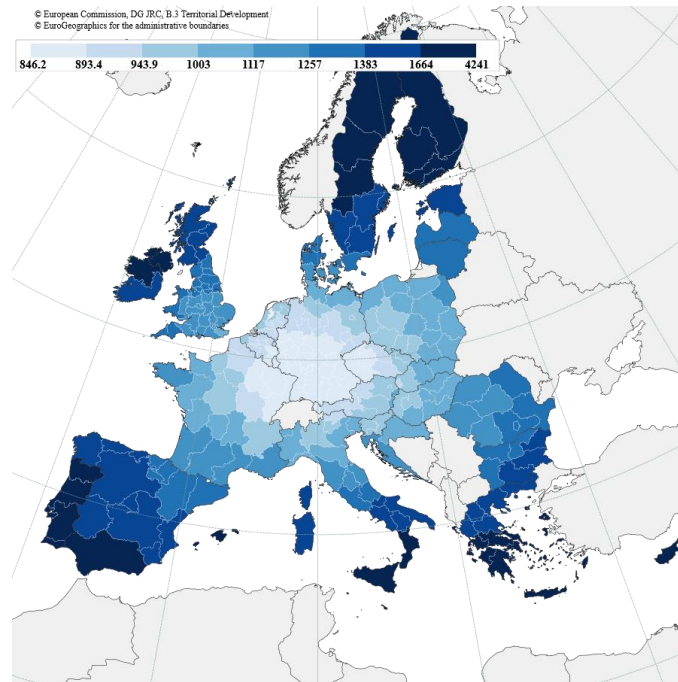 © European Commission, DG JRC, B.3 Territorial Development
© EuroGeographics for the administrative boundaries
846.2 893.4 943.9 1003 1117 1257 1383 1664 4241